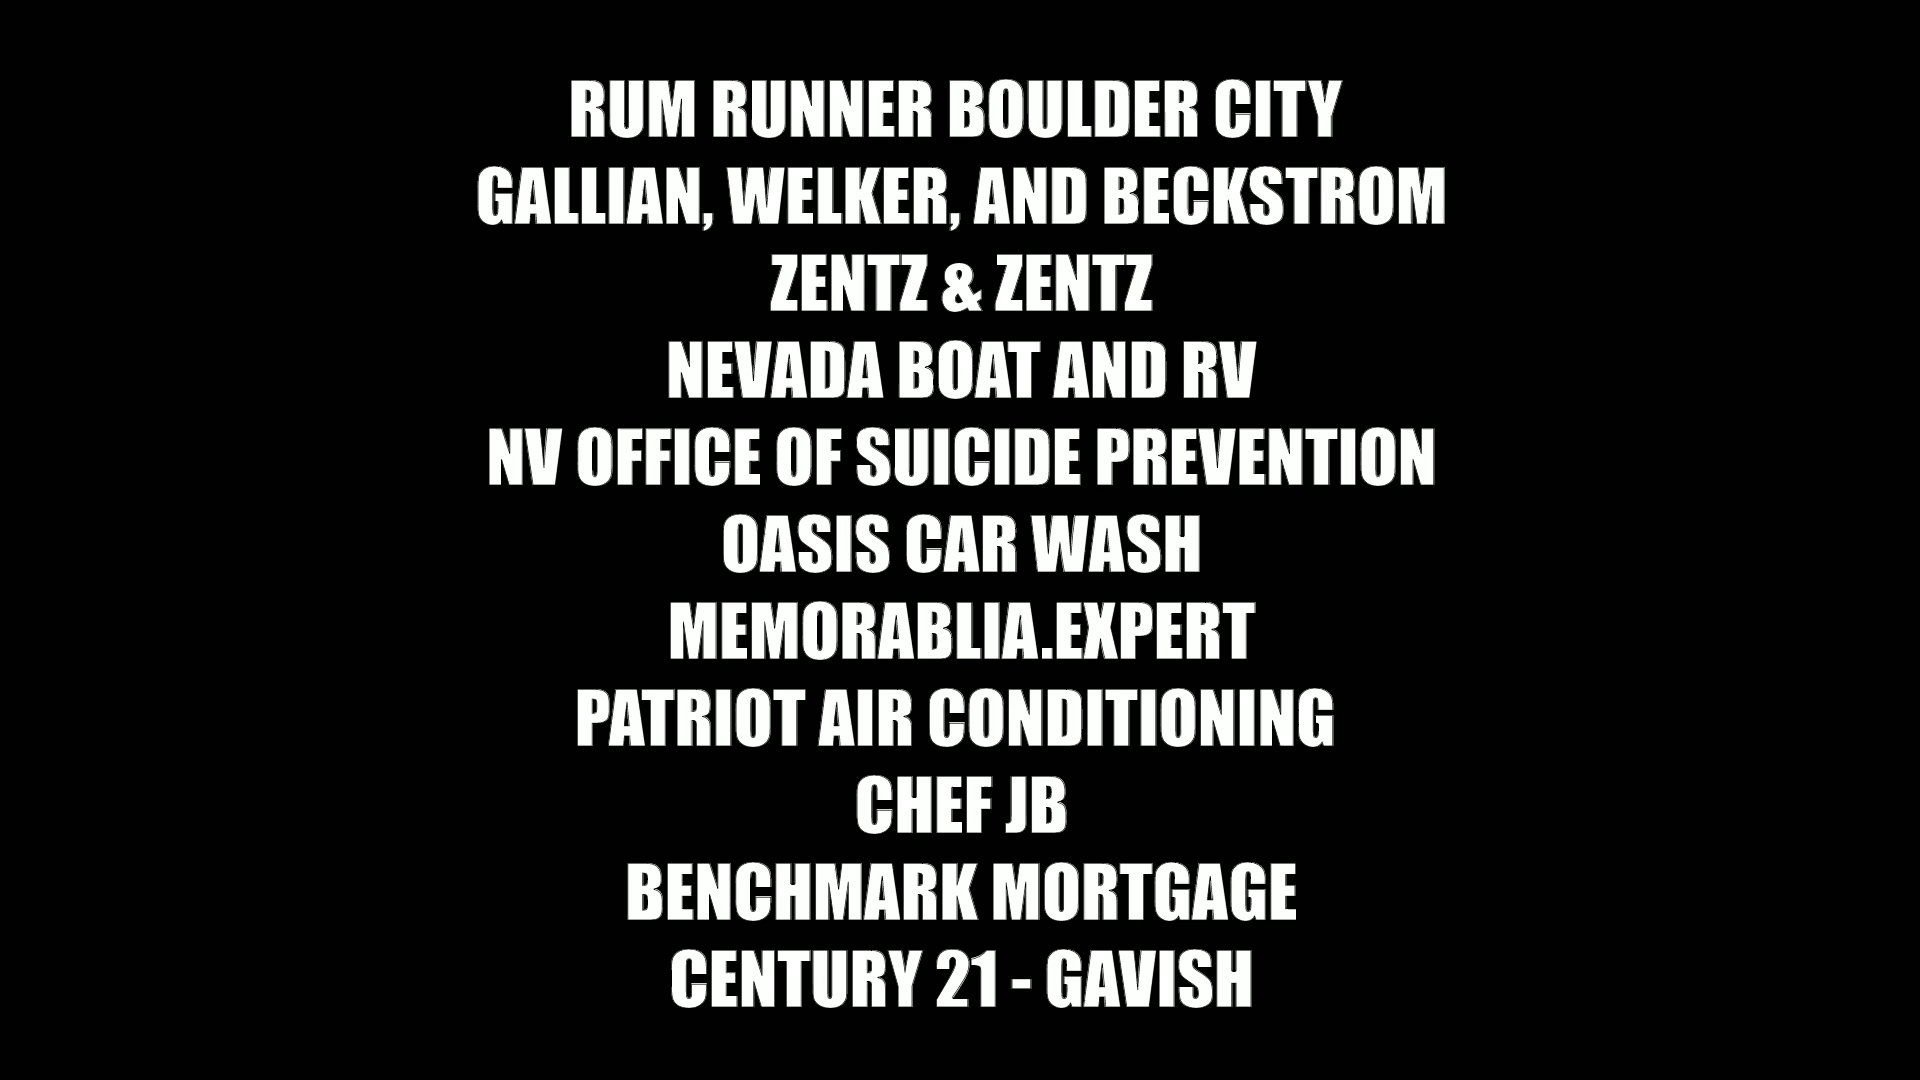 RUM RUNNER BOULDER CITY
GALLIAN, WELKER, AND BECKSTROM
ZENTZ & ZENTZ
NEVADA BOAT AND RV
NV OFFICE OF SUICIDE PREVENTION
OASIS CAR WASH
MEMORABLIA.EXPERT
PATRIOT AIR CONDITIONING
CHEF JB
BENCHMARK MORTGAGE
CENTURY 21 - GAVISH